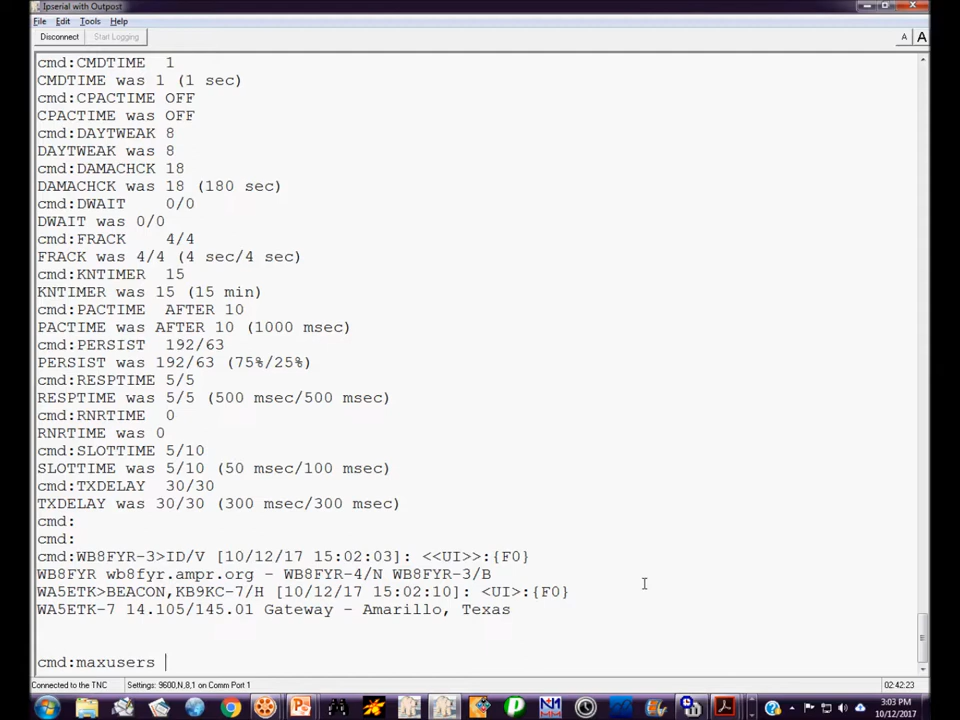 Ipserial with Outpost
File Edit Tools Help
Disconnect Start Logging A A
cmd:CMDTIME 1
CMDTIME was 1 (1 sec)
cmd:CPACTIME OFF
CPACTIME was OFF
cmd:DAYTWEAK 8
DAYTWEAK was 8
cmd:DAMACHCK 18
DAMACHCK was 18 (180 sec)
cmd:DWAIT 0/0
DWAIT was 0/0
cmd:FRACK 4/4
FRACK was 4/4 (4 sec/4 sec)
cmd:KNTIMER 15
KNTIMER was 15 (15 min)
cmd:PACTIME AFTER 10
PACTIME was AFTER 10 (1000 msec)
cmd:PERSIST 192/63
PERSIST was 192/63 (75%/25%)
cmd:RESPTIME 5/5
RESPTIME was 5/5 (500 msec/500 msec)
cmd:RNRTIME 0
RNRTIME was 0
cmd:SLOTTIME 5/10
SLOTTIME was 5/10 (50 msec/100 msec)
cmd:TXDELAY 30/30
TXDELAY was 30/30 (300 msec/300 msec)
cmd:
cmd:
cmd:WB8FYR-3>ID/V [10/12/17 15:02:03]: <<UI>>:{F0}
WB8FYR wb8fyr.ampr.org - WB8FYR-4/N WB8FYR-3/B
WA5ETK>BEACON,KB9KC-7/H [10/12/17 15:02:10]: <UI>:{F0}
WA5ETK-7 14.105/145.01 Gateway - Amarillo, Texas
cmd:maxusers
Connected to the TNC Settings: 9600,N,8,1 on Comm Port 1 02:42:23
3:03 PM
10/12/2017